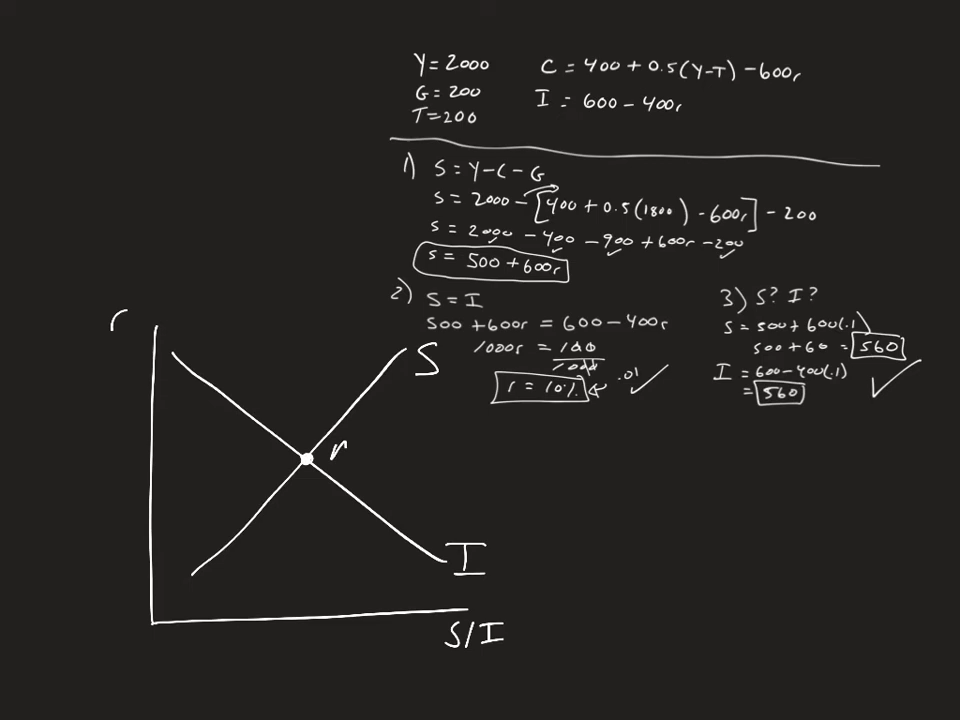 Y = 2000
G = 200
T = 200
C = 400 + 0.5(Y-T) - 600r
I = 600 - 400r
1) S = Y - C - G
S = 2000 - [400 + 0.5(1800) - 600r] - 200
S = 2000 - 400 - 900 + 600r - 200
S = 500 + 600r
2) S = I
500 + 600r = 600 - 400r
1000r = 100
1000
r = 10% .01
3) S? I?
S = 500 + 600(.1)
500 + 60 = 560
I = 600 - 400(.1)
= 560
r
S
r
I
S/I